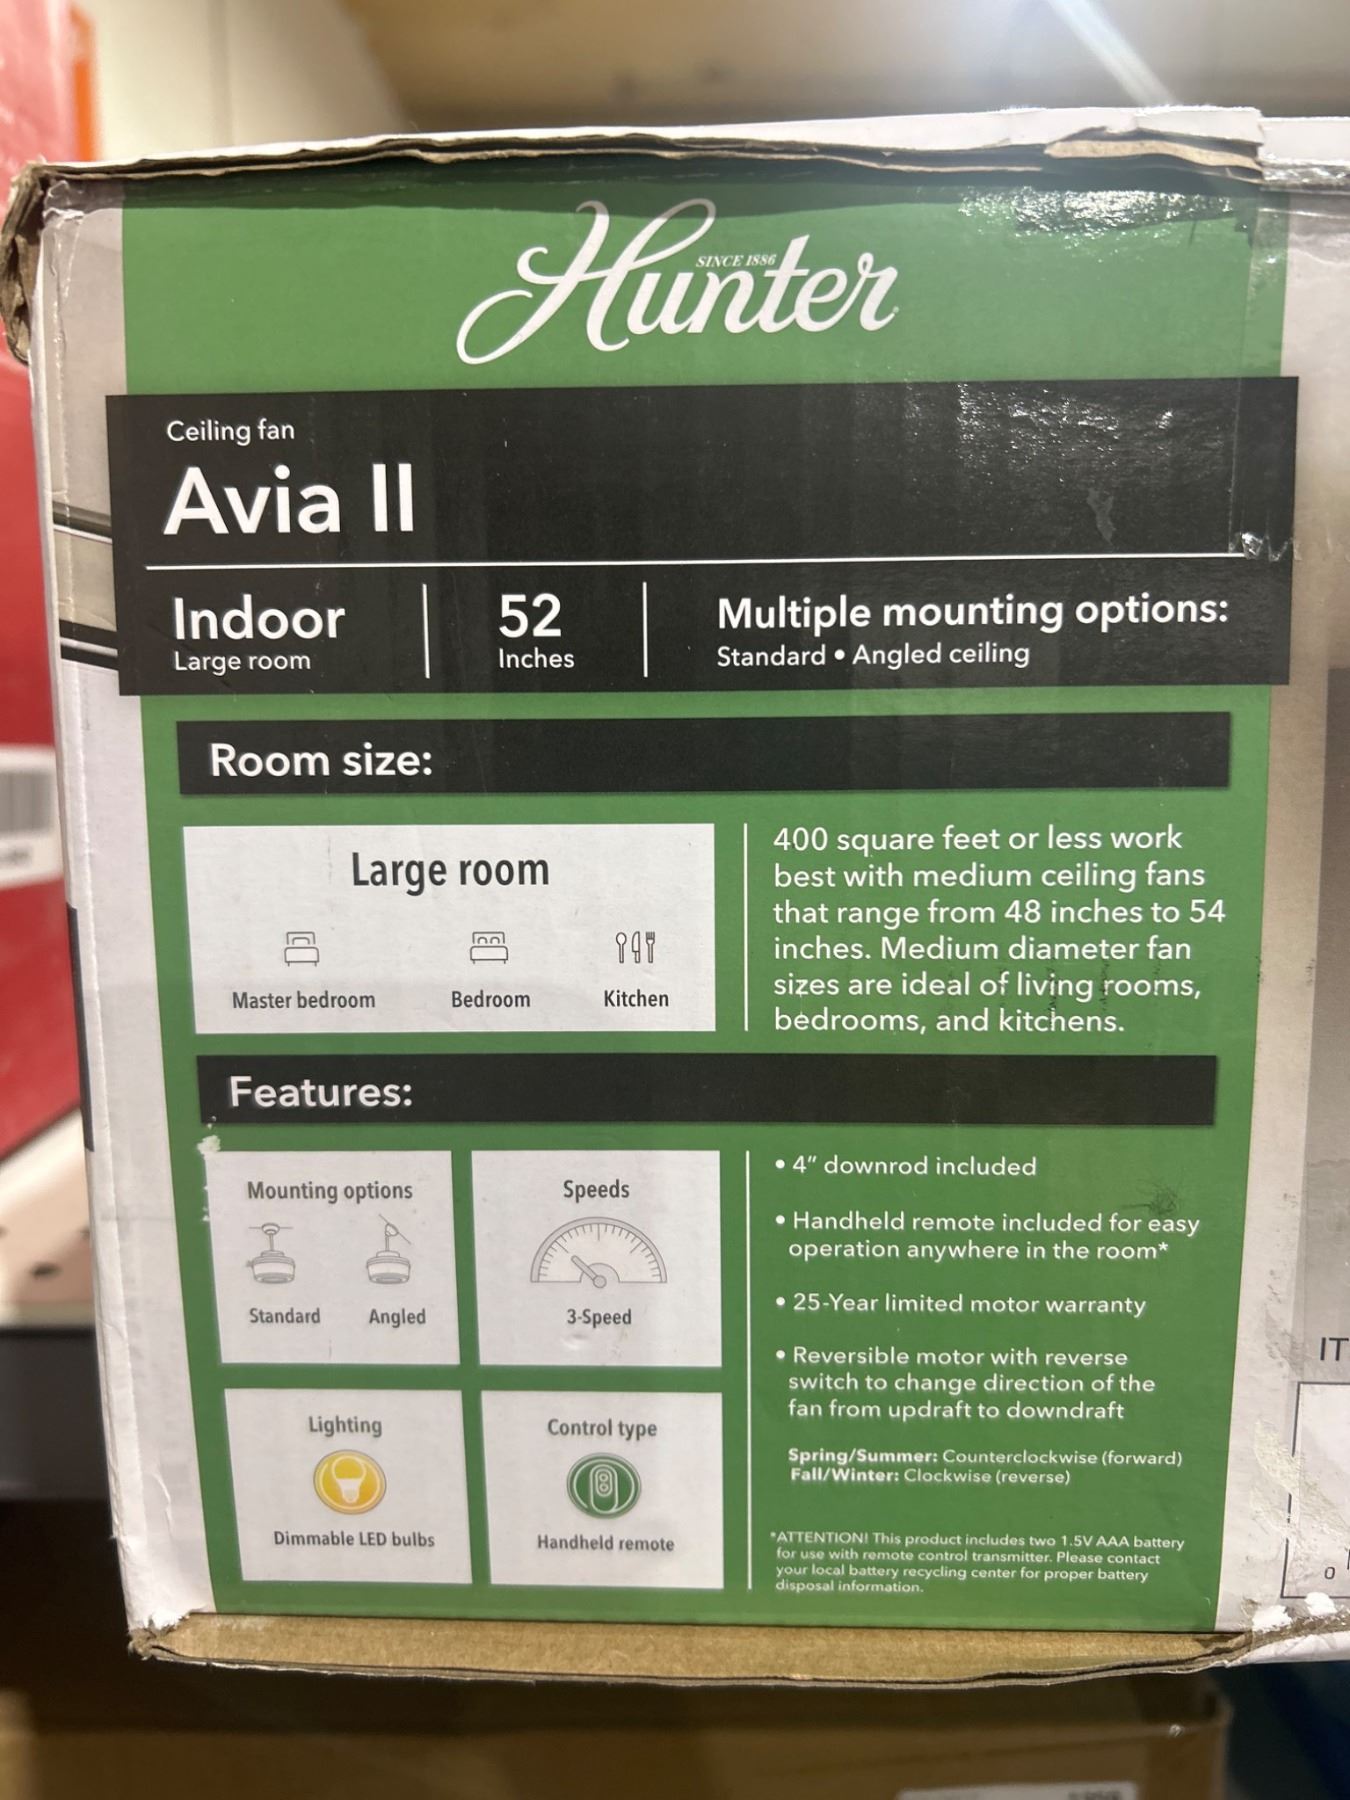 Hunter
SINCE 1886
Ceiling fan
Avia II
Indoor
Large room
52
Inches
Multiple mounting options:
Standard • Angled ceiling
Room size:
Large room
Master bedroom
Bedroom
Kitchen
400 square feet or less work
best with medium ceiling fans
that range from 48 inches to 54
inches. Medium diameter fan
sizes are ideal of living rooms,
bedrooms, and kitchens.
Features:
Mounting options
Standard
Angled
Speeds
3-Speed
Lighting
Dimmable LED bulbs
Control type
Handheld remote
• 4" downrod included
• Handheld remote included for easy
operation anywhere in the room*
• 25-Year limited motor warranty
• Reversible motor with reverse
switch to change direction of the
fan from updraft to downdraft
Spring/Summer: Counterclockwise (forward)
Fall/Winter: Clockwise (reverse)
*ATTENTION! This product includes two 1.5V AAA battery
for use with remote control transmitter. Please contact
your local battery recycling center for proper battery
disposal information.
IT
0